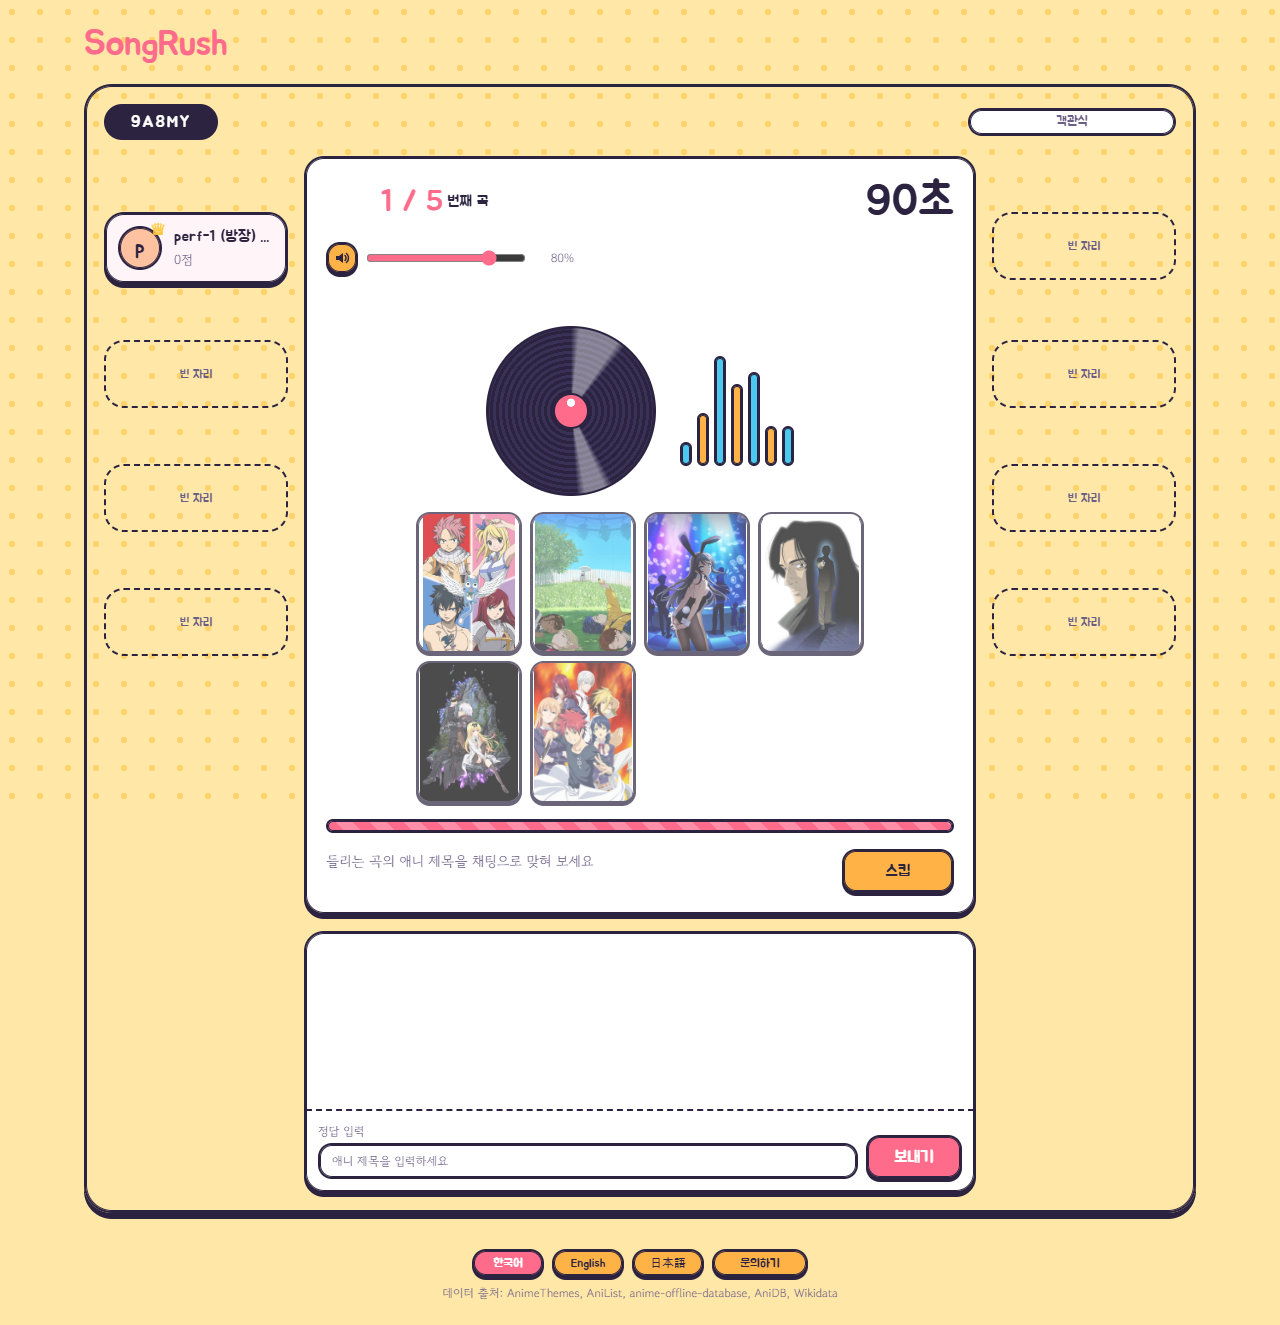 SongRush
9A8MY
객관식
1 / 5 번째 곡
90초
P
perf-1 (방장) ...
0점
80%
빈 자리
빈 자리
빈 자리
빈 자리
빈 자리
빈 자리
빈 자리
들리는 곡의 애니 제목을 채팅으로 맞혀 보세요
스킵
정답 입력
애니 제목을 입력하세요
보내기
한국어
English
日本語
문의하기
데이터 출처: AnimeThemes, AniList, anime-offline-database, AniDB, Wikidata